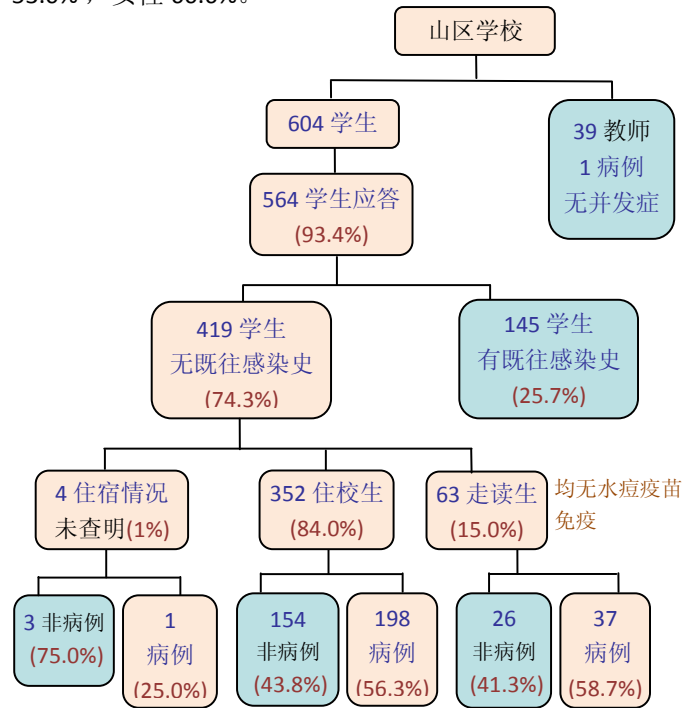 山区学校
604 学生
39 教师
1 病例
无并发症
564 学生应答
(93.4%)
419 学生
无既往感染史
(74.3%)
145 学生
有既往感染史
(25.7%)
4 住宿情况
未查明(1%)
352 住校生
(84.0%)
63 走读生
(15.0%)
均无水痘疫苗
免疫
3 非病例
(75.0%)
1
病例
(25.0%)
154
非病例
(43.8%)
198
病例
(56.3%)
26
非病例
(41.3%)
37
病例
(58.7%)